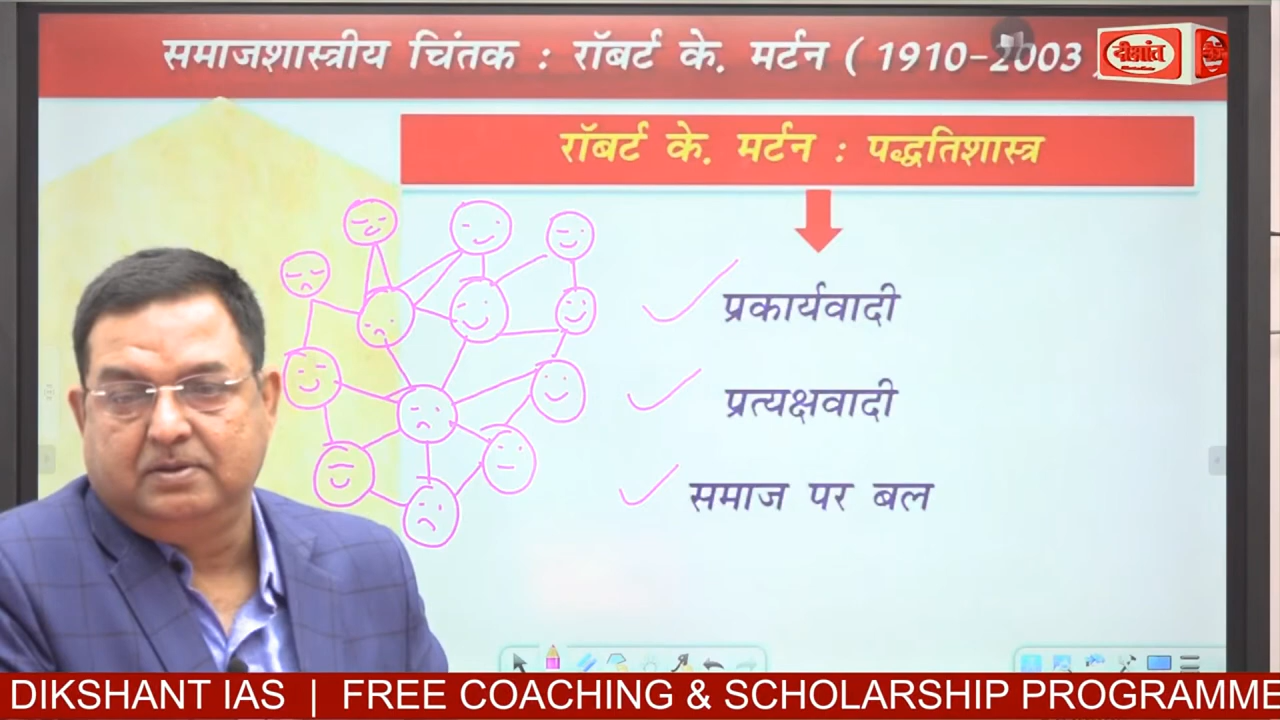 समाजशास्त्रीय चिंतक : रॉबर्ट के. मर्टन ( 1910-2003 )
दीक्षांत
रॉबर्ट के. मर्टन : पद्धतिशास्त्र
प्रकार्यवादी
प्रत्यक्षवादी
समाज पर बल
DIKSHANT IAS | FREE COACHING & SCHOLARSHIP PROGRAMME